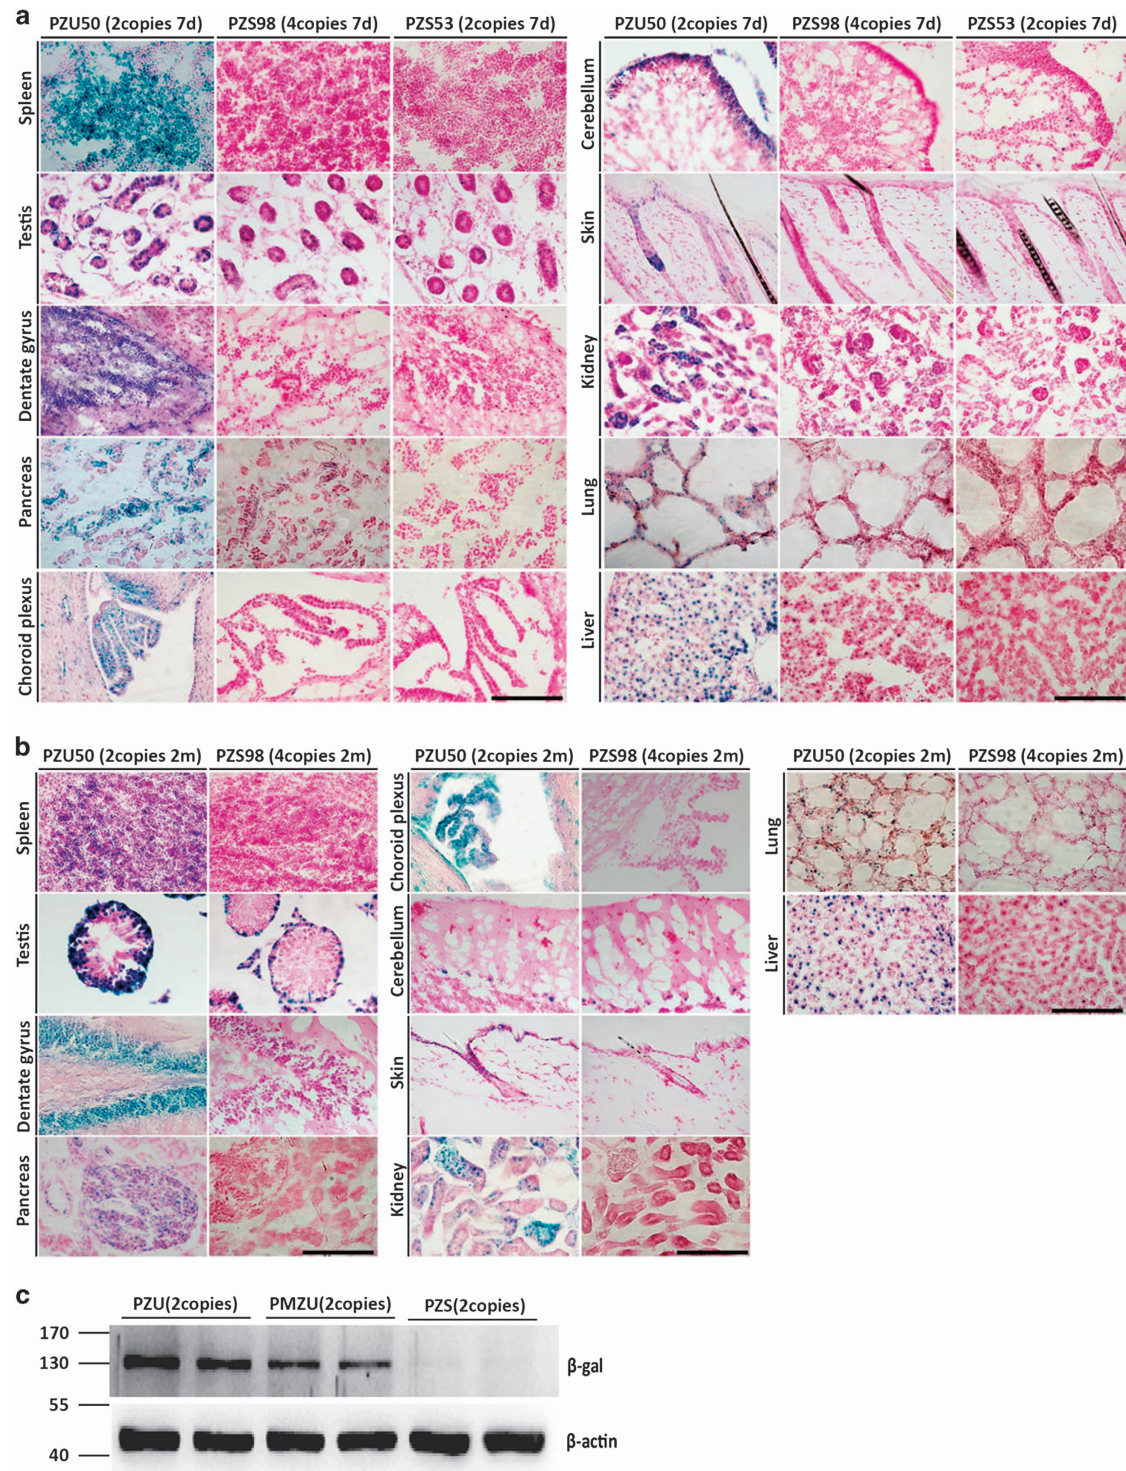 a
PZU50 (2copies 7d) PZS98 (4copies 7d) PZS53 (2copies 7d)
Spleen
Testis
Dentate gyrus
Pancreas
Choroid plexus
PZU50 (2copies 7d) PZS98 (4copies 7d) PZS53 (2copies 7d)
Cerebellum
Skin
Kidney
Lung
Liver
b
PZU50 (2copies 2m) PZS98 (4copies 2m)
Spleen
Testis
Dentate gyrus
Pancreas
PZU50 (2copies 2m) PZS98 (4copies 2m)
Choroid plexus
Cerebellum
Skin
Kidney
PZU50 (2copies 2m) PZS98 (4copies 2m)
Lung
Liver
c
PZU(2copies) PMZU(2copies) PZS(2copies)
170
130
β-gal
55
β-actin
40